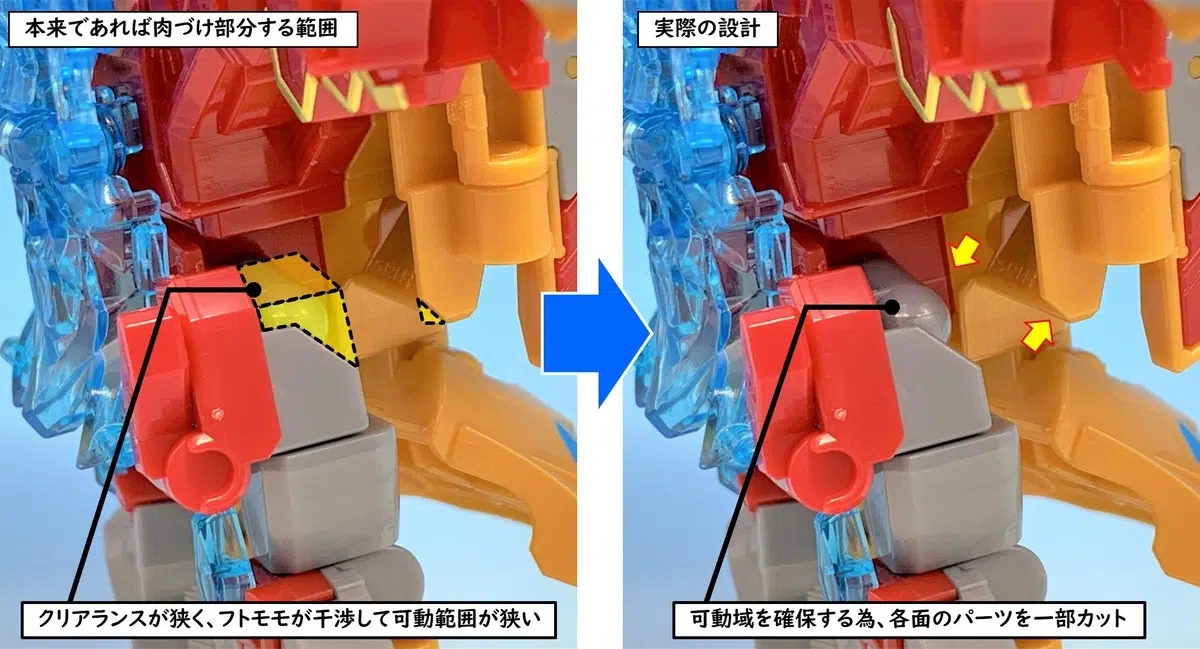 本来であれば肉づけ部分する範囲
実際の設計
クリアランスが狭く、フトモモが干渉して可動範囲が狭い
可動域を確保する為、各面のパーツを一部カット